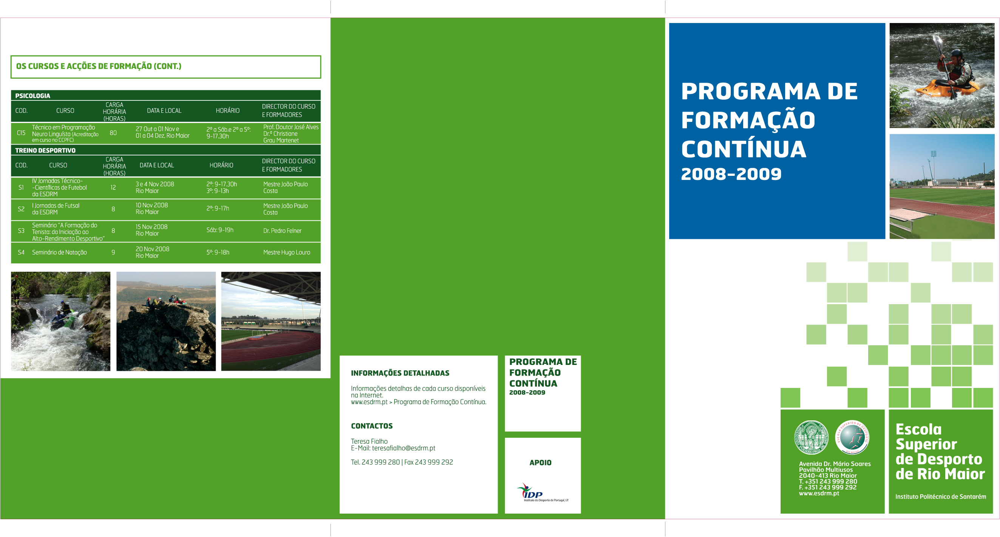 OS CURSOS E ACÇÕES DE FORMAÇÃO (CONT.)
PSICOLOGIA
COD. CURSO CARGA HORÁRIA (HORAS) DATA E LOCAL HORÁRIO DIRECTOR DO CURSO E FORMADORES
C15 Técnico em Programação Neuro Linguísta (Acreditação em curso no CCPFC) 80 27 Out a 01 Nov e 01 a 04 Dez, Rio Maior 2ª a Sáb.e 2ª a 5ª: 9-17.30h Prof. Doutor José Alves Dr.ª Christiane Grau Martenet
TREINO DESPORTIVO
COD. CURSO CARGA HORÁRIA (HORAS) DATA E LOCAL HORÁRIO DIRECTOR DO CURSO E FORMADORES
S1 IV Jornadas Técnico--Científicas de Futebol da ESDRM 12 3 e 4 Nov 2008 Rio Maior 2ª: 9-17.30h 3ª: 9-13h Mestre João Paulo Costa
S2 I Jornadas de Futsal da ESDRM 8 10 Nov 2008 Rio Maior 2ª: 9-17h Mestre João Paulo Costa
S3 Seminário "A Formação do Tenista: da Iniciação ao Alto-Rendimento Desportivo" 8 15 Nov 2008 Rio Maior Sáb: 9-19h Dr. Pedro Felner
S4 Seminário de Natação 9 20 Nov 2008 Rio Maior 5ª: 9-18h Mestre Hugo Louro
INFORMAÇÕES DETALHADAS
Informações detalhas de cada curso disponíveis
na Internet.
www.esdrm.pt > Programa de Formação Contínua.
CONTACTOS
Teresa Fialho
E-Mail: teresafialho@esdrm.pt
Tel. 243 999 280 | Fax 243 999 292
PROGRAMA DE
FORMAÇÃO
CONTÍNUA
2008-2009
APOIO
IDP
Instituto do Desporto de Portugal, I.P.
PROGRAMA DE
FORMAÇÃO
CONTÍNUA
2008-2009
ESCOLA SUPERIOR DE DESPORTO
RIO MAIOR
Avenida Dr. Mário Soares
Pavilhão Multiusos
2040-413 Rio Maior
T. +351 243 999 280
F. +351 243 999 292
www.esdrm.pt
Escola
Superior
de Desporto
de Rio Maior
Instituto Politécnico de Santarém